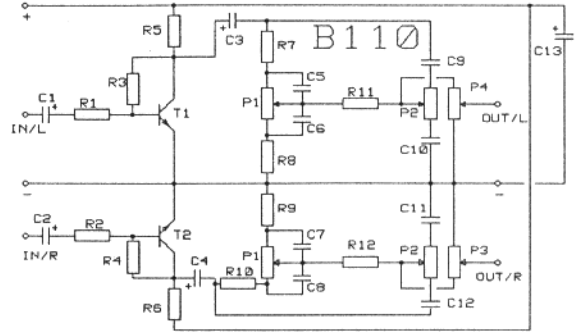 +
R5
C3
R7
B110
C13
C9
R3
C5
C1
R1
T1
P1
R11
P2
P4
IN/L
C6
OUT/L
C10
R8
-
-
-
C2
R2
R9
C11
T2
C7
R12
P2
P3
IN/R
R4
C4
P1
R10
C8
OUT/R
R6
C12
+
+
+
+
+
+